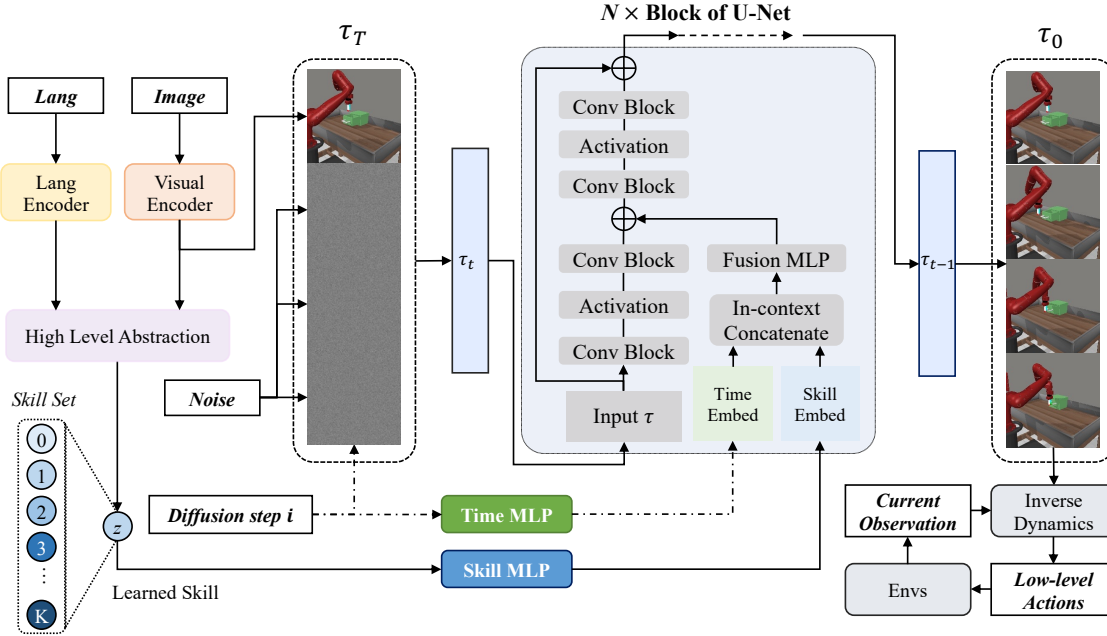 N × Block of U-Net
τ_T
τ_0
Lang
Image
Conv Block
Activation
Lang
Encoder
Visual
Encoder
Conv Block
τ_t
τ_{t−1}
Conv Block
Fusion MLP
Activation
In-context
Concatenate
High Level Abstraction
Conv Block
Noise
Input τ
Time
Embed
Skill
Embed
Skill Set
0
1
2
3
⋮
K
z
Learned Skill
Diffusion step i
Time MLP
Skill MLP
Current
Observation
Inverse
Dynamics
Envs
Low-level
Actions